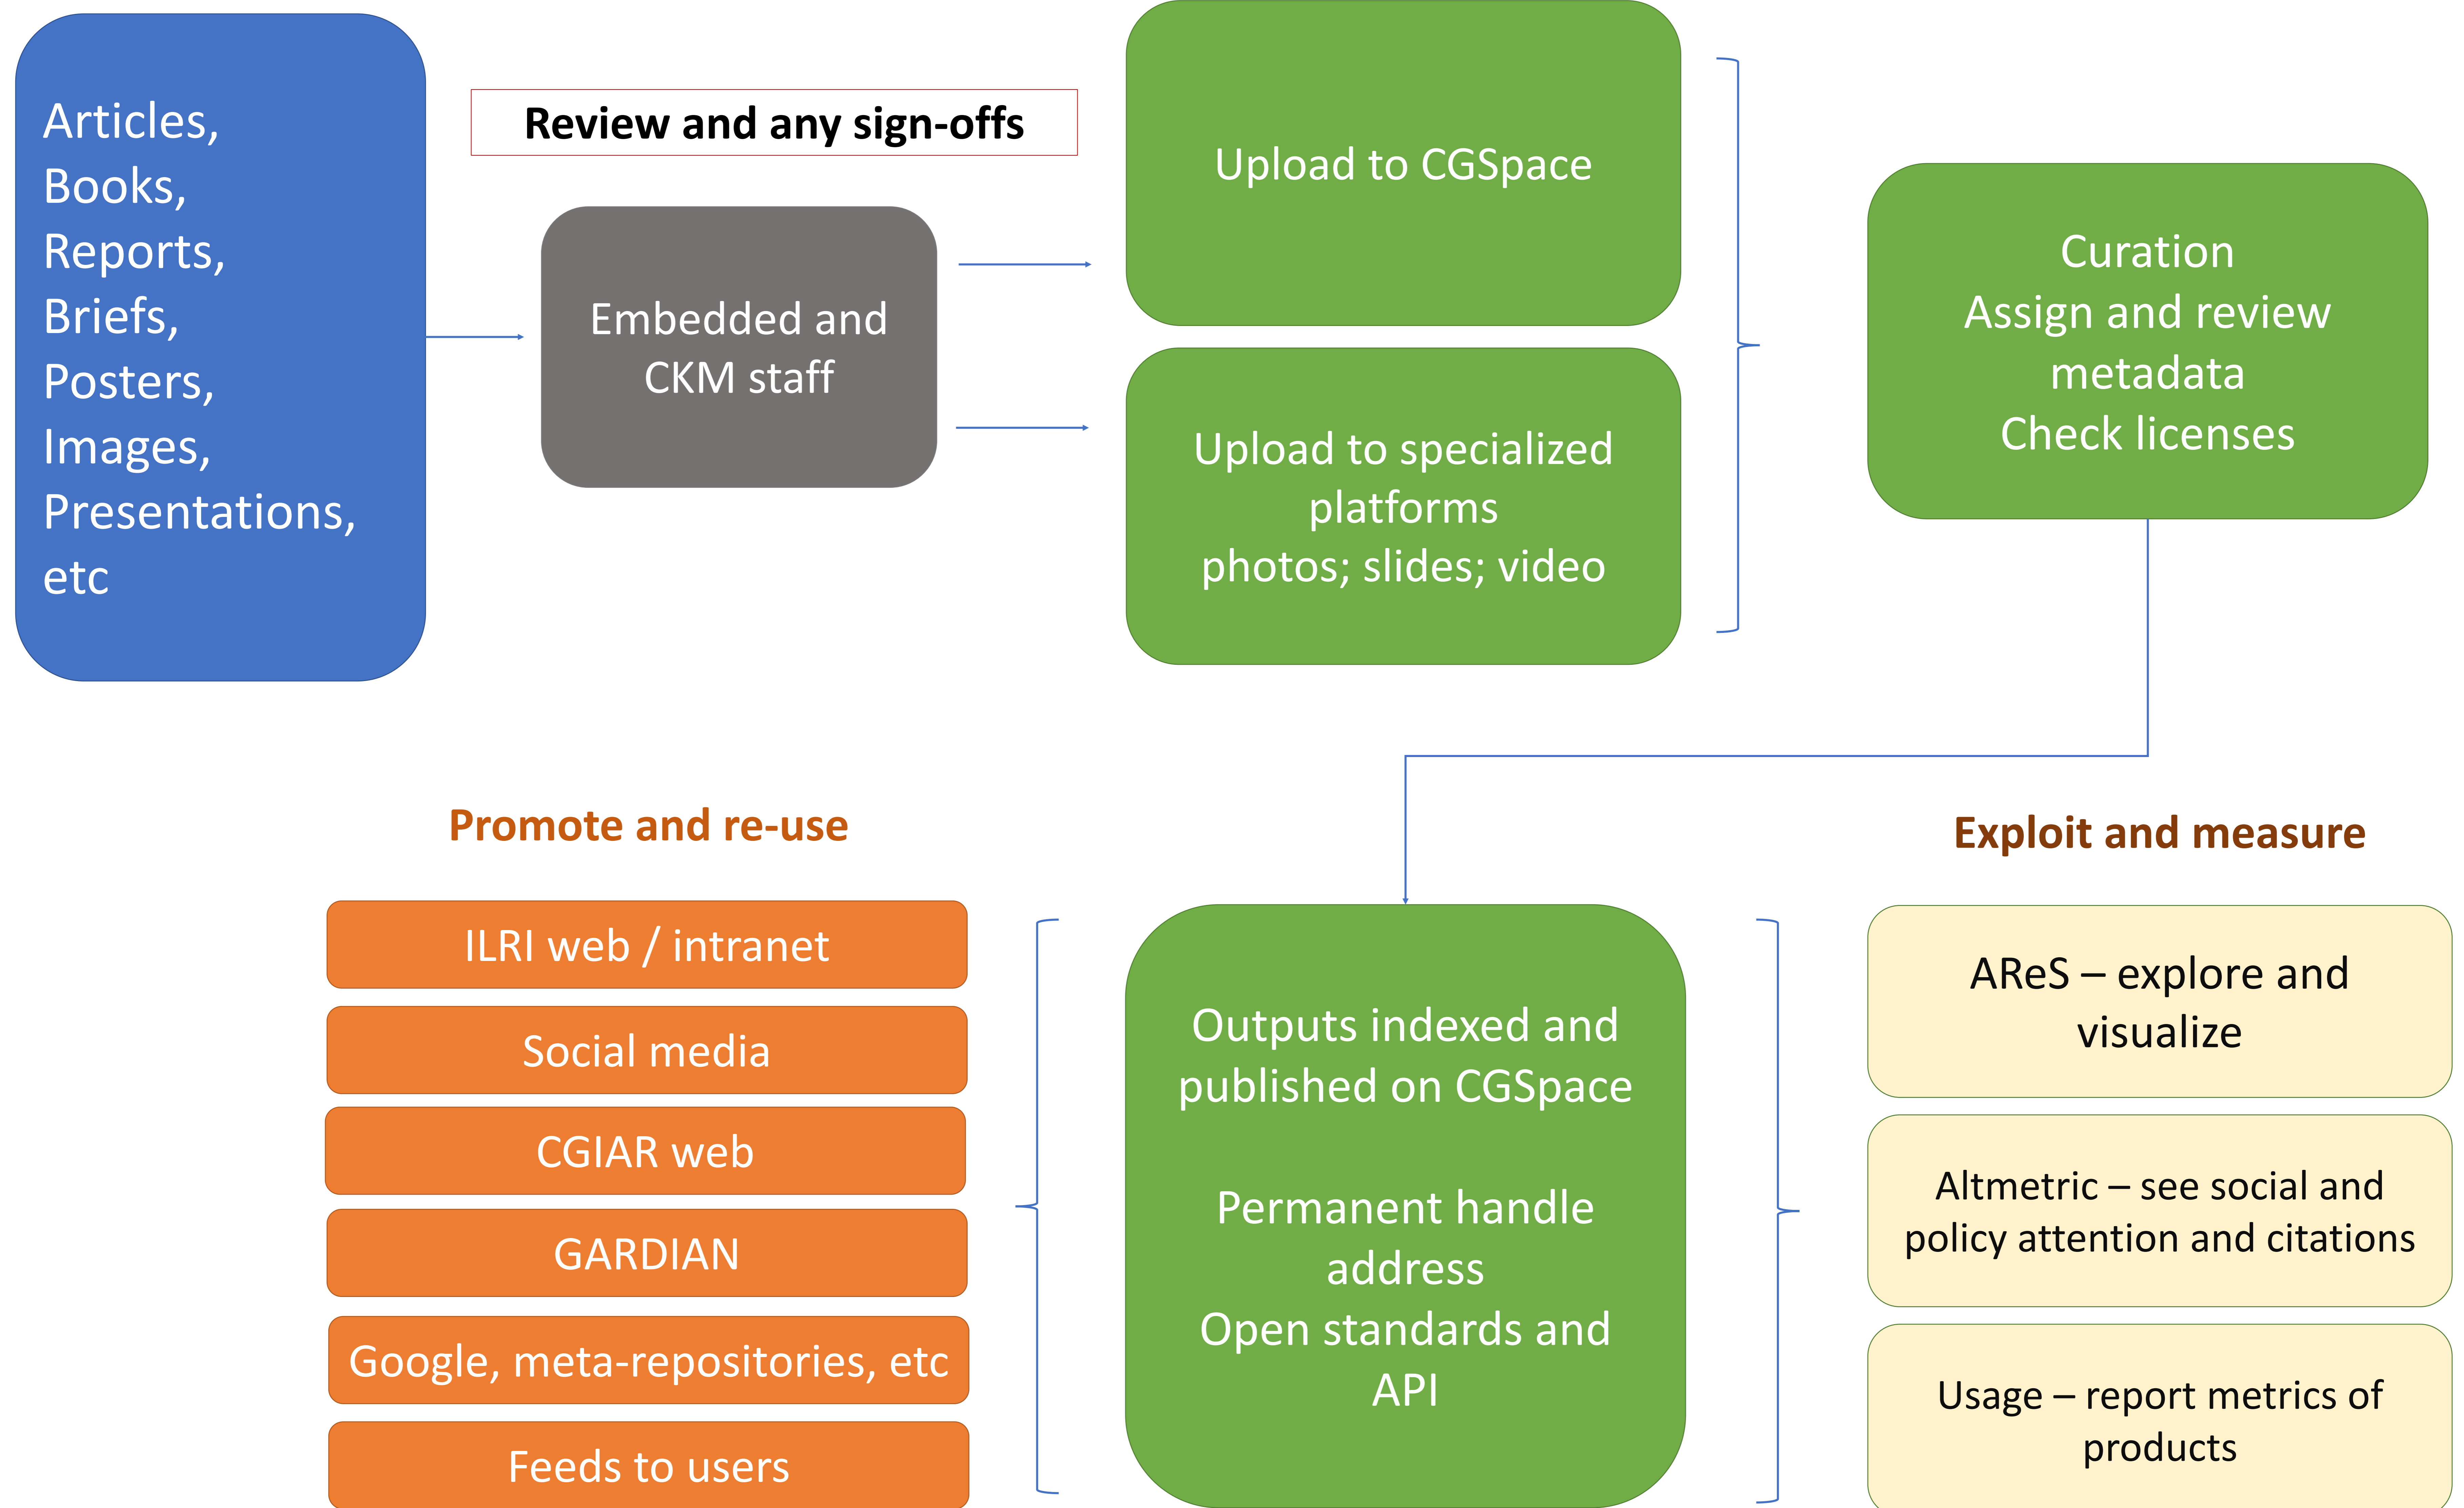 Articles,
Books,
Reports,
Briefs,
Posters,
Images,
Presentations,
etc
Review and any sign-offs
Embedded and
CKM staff
Upload to CGSpace
Upload to specialized
platforms
photos; slides; video
Curation
Assign and review
metadata
Check licenses
Promote and re-use
ILRI web / intranet
Social media
CGIAR web
GARDIAN
Google, meta-repositories, etc
Feeds to users
Outputs indexed and
published on CGSpace
Permanent handle
address
Open standards and
API
Exploit and measure
AReS – explore and
visualize
Altmetric – see social and
policy attention and citations
Usage – report metrics of
products